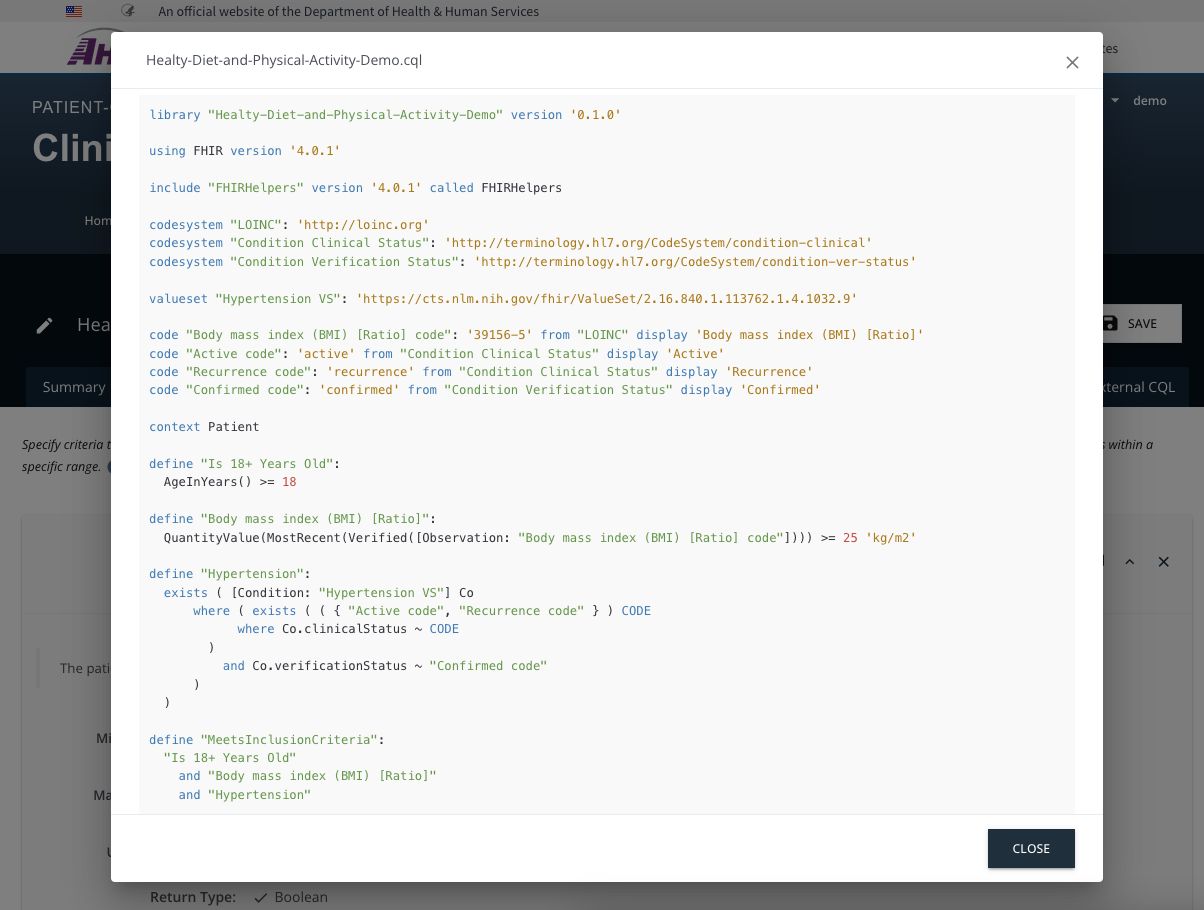 An official website of the Department of Health & Human Services
Healty-Diet-and-Physical-Activity-Demo.cql
PATIENT-
demo
library "Healty-Diet-and-Physical-Activity-Demo" version '0.1.0'
using FHIR version '4.0.1'
include "FHIRHelpers" version '4.0.1' called FHIRHelpers
codesystem "LOINC": 'http://loinc.org'
codesystem "Condition Clinical Status": 'http://terminology.hl7.org/CodeSystem/condition-clinical'
codesystem "Condition Verification Status": 'http://terminology.hl7.org/CodeSystem/condition-ver-status'
valueset "Hypertension VS": 'https://cts.nlm.nih.gov/fhir/ValueSet/2.16.840.1.113762.1.4.1032.9'
code "Body mass index (BMI) [Ratio] code": '39156-5' from "LOINC" display 'Body mass index (BMI) [Ratio]'
code "Active code": 'active' from "Condition Clinical Status" display 'Active'
code "Recurrence code": 'recurrence' from "Condition Clinical Status" display 'Recurrence'
code "Confirmed code": 'confirmed' from "Condition Verification Status" display 'Confirmed'
SAVE
Summary
xternal CQL
context Patient
Specify criteria t
s within a
specific range.
define "Is 18+ Years Old":
AgeInYears() >= 18
define "Body mass index (BMI) [Ratio]":
QuantityValue(MostRecent(Verified([Observation: "Body mass index (BMI) [Ratio] code"]))) >= 25 'kg/m2'
define "Hypertension":
exists ( [Condition: "Hypertension VS"] Co
where ( exists ( ( { "Active code", "Recurrence code" } ) CODE
where Co.clinicalStatus ~ CODE
)
and Co.verificationStatus ~ "Confirmed code"
)
)
The pati
define "MeetsInclusionCriteria":
"Is 18+ Years Old"
and "Body mass index (BMI) [Ratio]"
and "Hypertension"
CLOSE
Return Type: Boolean